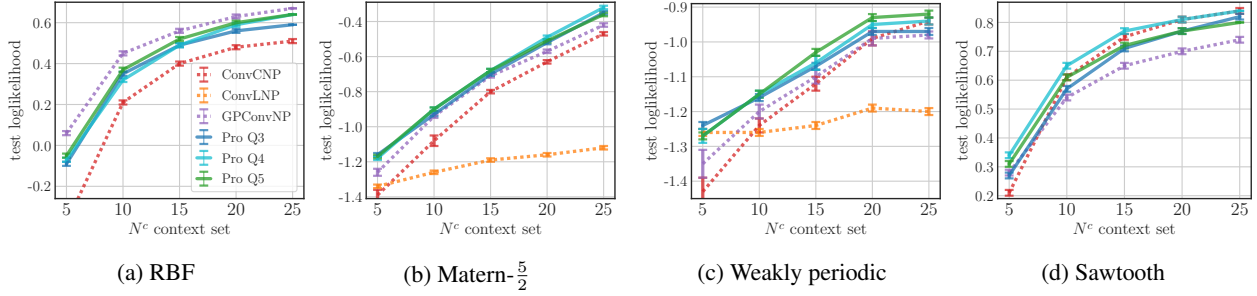 test loglikelihood
0.6
0.4
0.2
0.0
-0.2
5 10 15 20 25
N^c context set
ConvCNP
ConvLNP
GPConvNP
Pro Q3
Pro Q4
Pro Q5
(a) RBF
test loglikelihood
-0.4
-0.6
-0.8
-1.0
-1.2
-1.4
5 10 15 20 25
N^c context set
(b) Matern-5/2
test loglikelihood
-0.9
-1.0
-1.1
-1.2
-1.3
-1.4
5 10 15 20 25
N^c context set
(c) Weakly periodic
test loglikelihood
0.8
0.7
0.6
0.5
0.4
0.3
0.2
5 10 15 20 25
N^c context set
(d) Sawtooth